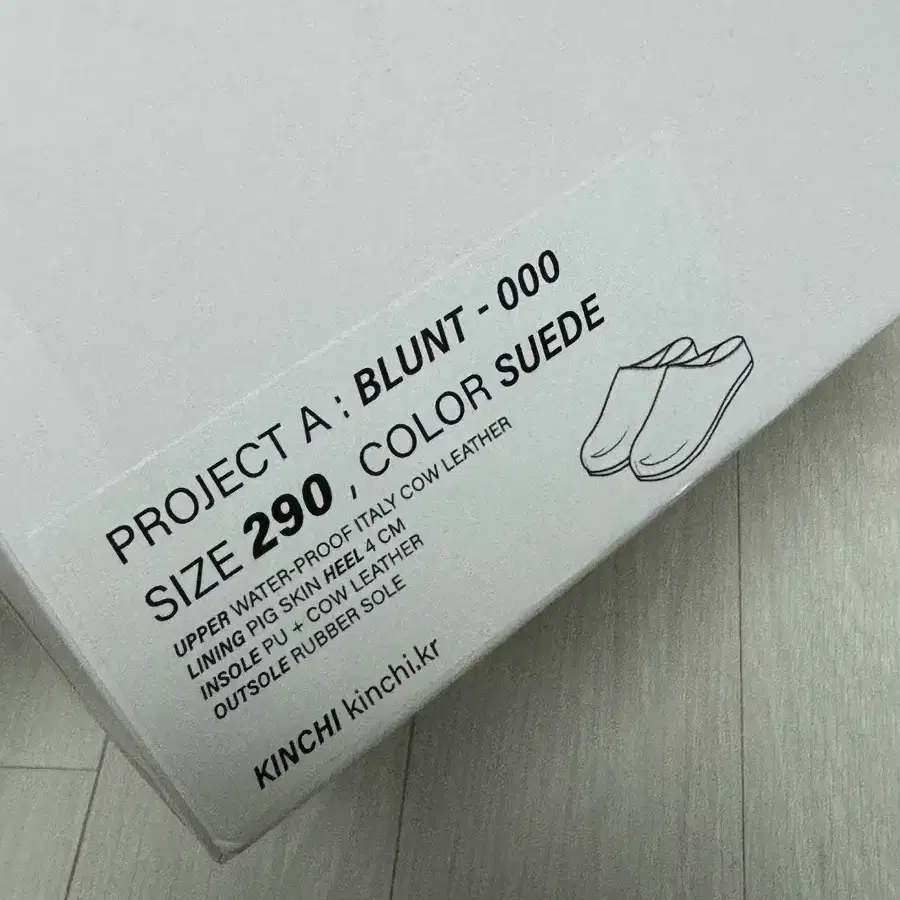 PROJECT A : BLUNT - 000
SIZE 290 , COLOR SUEDE
UPPER WATER-PROOF ITALY COW LEATHER
LINING PIG SKIN HEEL 4 CM
INSOLE PU + COW LEATHER
OUTSOLE RUBBER SOLE
KINCHI kinchi.kr